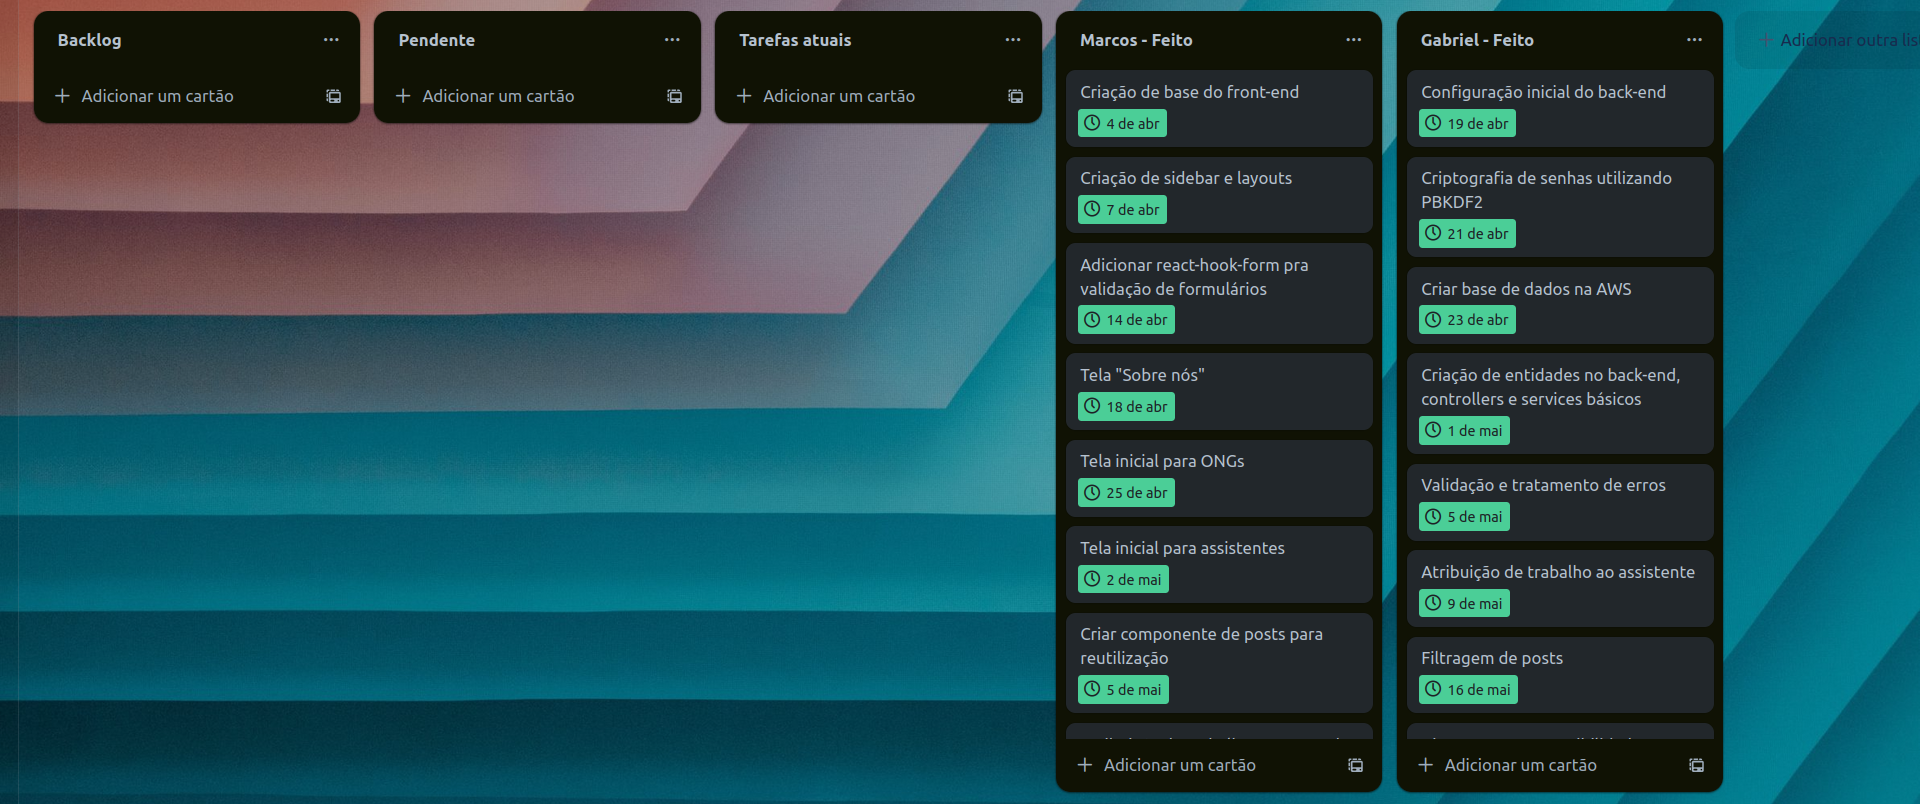 Backlog
Adicionar um cartão
Pendente
Adicionar um cartão
Tarefas atuais
Adicionar um cartão
Marcos - Feito
Criação de base do front-end
4 de abr
Criação de sidebar e layouts
7 de abr
Adicionar react-hook-form pra
validação de formulários
14 de abr
Tela "Sobre nós"
18 de abr
Tela inicial para ONGs
25 de abr
Tela inicial para assistentes
2 de mai
Criar componente de posts para
reutilização
5 de mai
Adicionar um cartão
Gabriel - Feito
Configuração inicial do back-end
19 de abr
Criptografia de senhas utilizando
PBKDF2
21 de abr
Criar base de dados na AWS
23 de abr
Criação de entidades no back-end,
controllers e services básicos
1 de mai
Validação e tratamento de erros
5 de mai
Atribuição de trabalho ao assistente
9 de mai
Filtragem de posts
16 de mai
Adicionar um cartão
Adicionar outra lis